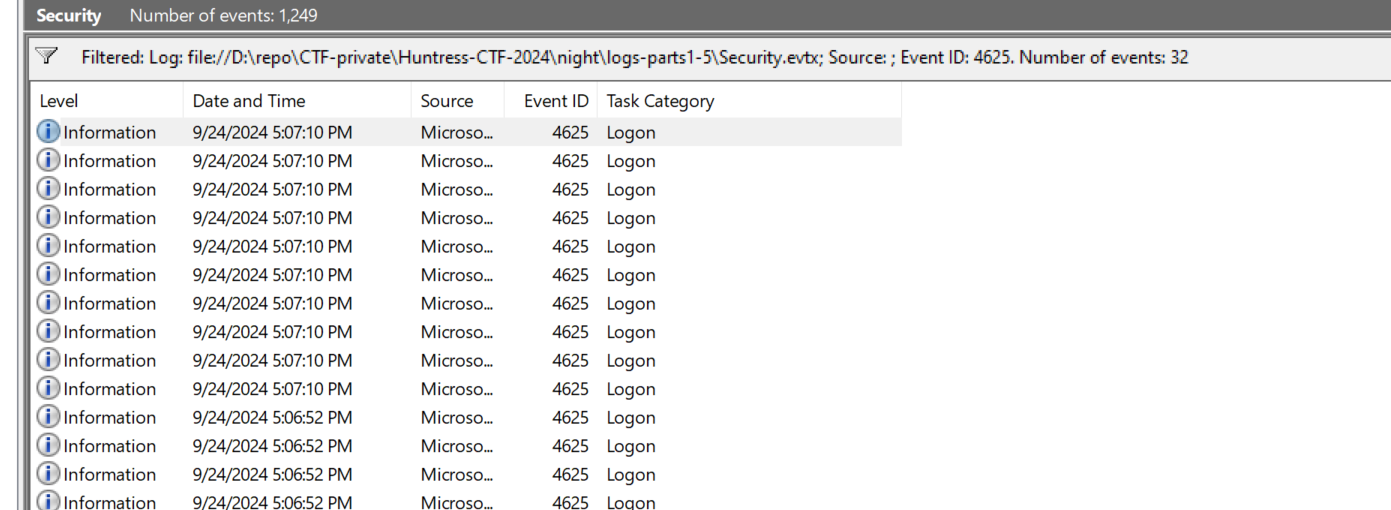 Security Number of events: 1,249
Filtered: Log: file://D:\repo\CTF-private\Huntress-CTF-2024\night\logs-parts1-5\Security.evtx; Source: ; Event ID: 4625. Number of events: 32
Level Date and Time Source Event ID Task Category
Information 9/24/2024 5:07:10 PM Microso... 4625 Logon
Information 9/24/2024 5:07:10 PM Microso... 4625 Logon
Information 9/24/2024 5:07:10 PM Microso... 4625 Logon
Information 9/24/2024 5:07:10 PM Microso... 4625 Logon
Information 9/24/2024 5:07:10 PM Microso... 4625 Logon
Information 9/24/2024 5:07:10 PM Microso... 4625 Logon
Information 9/24/2024 5:07:10 PM Microso... 4625 Logon
Information 9/24/2024 5:07:10 PM Microso... 4625 Logon
Information 9/24/2024 5:07:10 PM Microso... 4625 Logon
Information 9/24/2024 5:07:10 PM Microso... 4625 Logon
Information 9/24/2024 5:06:52 PM Microso... 4625 Logon
Information 9/24/2024 5:06:52 PM Microso... 4625 Logon
Information 9/24/2024 5:06:52 PM Microso... 4625 Logon
Information 9/24/2024 5:06:52 PM Microso... 4625 Logon